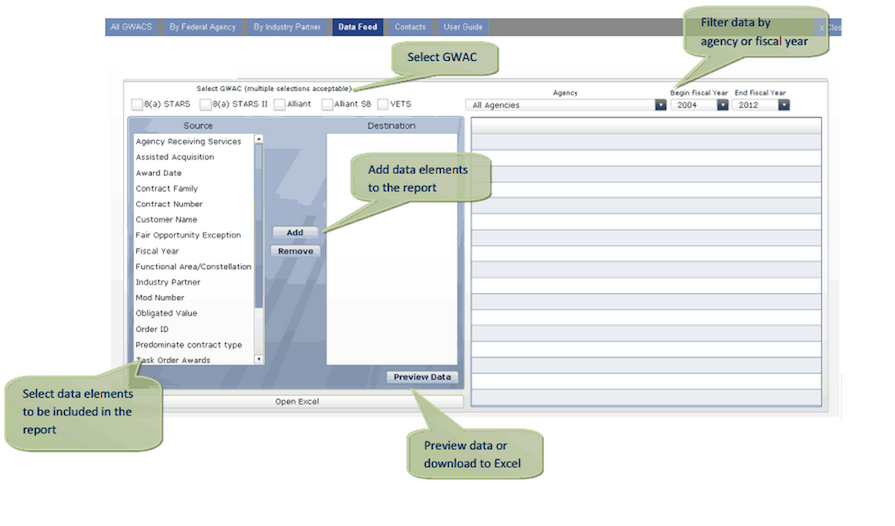 All GWACS By Federal Agency By Industry Partner Data Feed Contacts User Guide x Clos
Filter data by
agency or fiscal year
Select GWAC
Select GWAC (multiple selections acceptable)
8(a) STARS 8(a) STARS II Alliant Alliant SB VETS
Agency Begin Fiscal Year End Fiscal Year
All Agencies 2004 2012
Source Destination
Agency Receiving Services
Assisted Acquisition
Award Date
Contract Family
Contract Number
Customer Name
Fair Opportunity Exception
Fiscal Year
Functional Area/Constellation
Industry Partner
Mod Number
Obligated Value
Order ID
Predominate contract type
Task Order Awards
Add data elements
to the report
Add
Remove
Preview Data
Open Excel
Select data elements
to be included in the
report
Preview data or
download to Excel